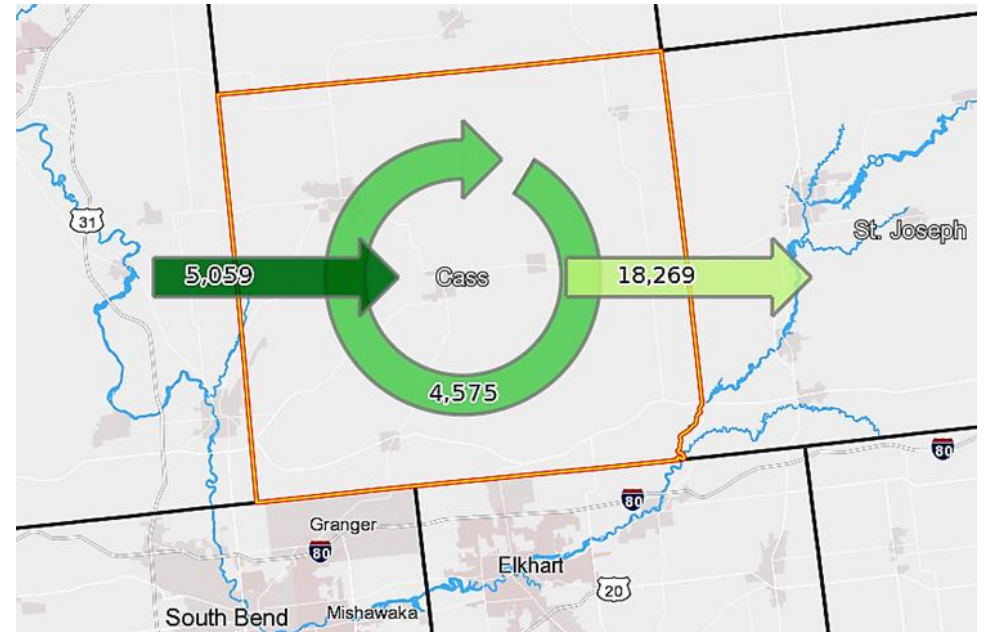 31
St. Joseph
5,059
Cass
18,269
4,575
80
80
Granger
80
Elkhart
20
South Bend
Mishawaka